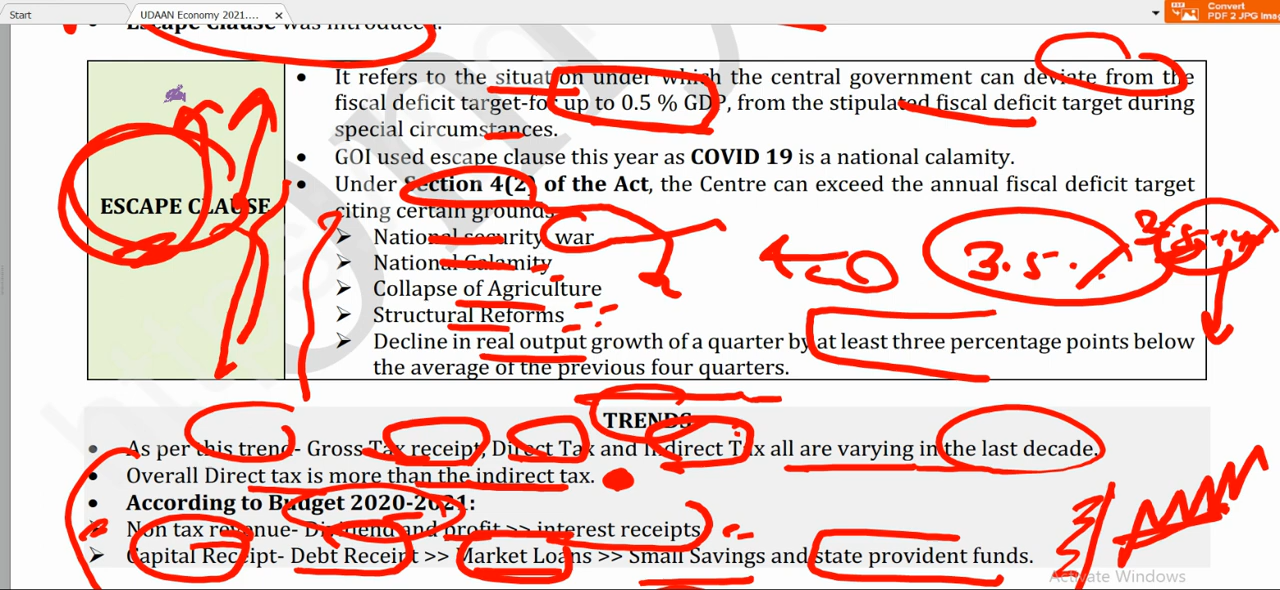 Start
UDAAN Economy 2021....
Convert
PDF 2 JPG Imag
• Escape Clause was introduced.
ESCAPE CLAUSE
• It refers to the situation under which the central government can deviate from the
fiscal deficit target-for up to 0.5 % GDP, from the stipulated fiscal deficit target during
special circumstances.
• GOI used escape clause this year as COVID 19 is a national calamity.
• Under Section 4(2) of the Act, the Centre can exceed the annual fiscal deficit target
citing certain grounds
➢ National security, war
➢ National Calamity
➢ Collapse of Agriculture
➢ Structural Reforms
➢ Decline in real output growth of a quarter by at least three percentage points below
the average of the previous four quarters.
3.5%
TRENDS
• As per this trend- Gross Tax receipt, Direct Tax and Indirect Tax all are varying in the last decade.
• Overall Direct tax is more than the indirect tax.
• According to Budget 2020-2021:
➢ Non tax revenue- Dividend and profit >> interest receipts
➢ Capital Receipt- Debt Receipt >> Market Loans >> Small Savings and state provident funds.
Activate Windows